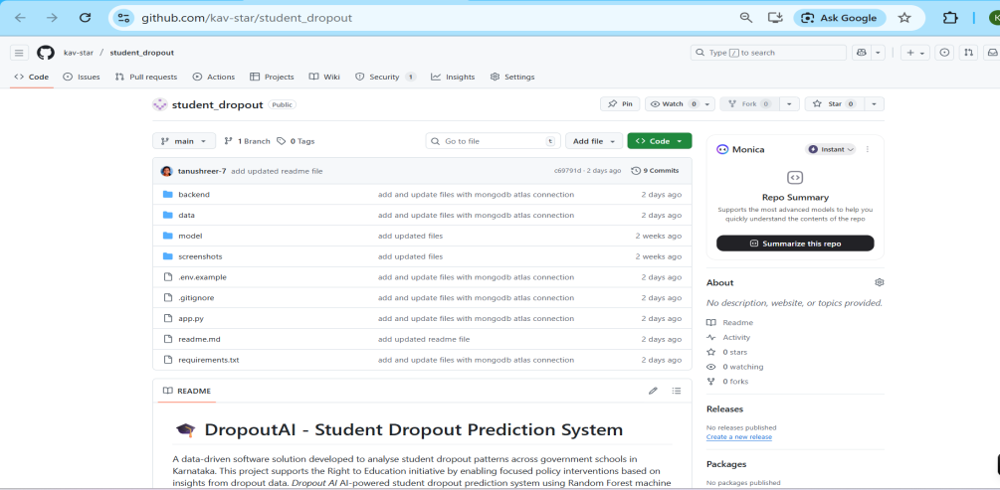 github.com/kav-star/student_dropout
Ask Google
K
kav-star / student_dropout
Type / to search
Code Issues Pull requests Actions Projects Wiki Security 1 Insights Settings
student_dropout Public
Pin Watch 0 Fork 0 Star 0
main 1 Branch 0 Tags Go to file t Add file Code
tanushreer-7 add updated readme file c69791d · 2 days ago 9 Commits
backend add and update files with mongodb atlas connection 2 days ago
data add and update files with mongodb atlas connection 2 days ago
model add updated files 2 weeks ago
screenshots add updated files 2 weeks ago
.env.example add and update files with mongodb atlas connection 2 days ago
.gitignore add and update files with mongodb atlas connection 2 days ago
app.py add and update files with mongodb atlas connection 2 days ago
readme.md add updated readme file 2 days ago
requirements.txt add and update files with mongodb atlas connection 2 days ago
README
DropoutAI - Student Dropout Prediction System
A data-driven software solution developed to analyse student dropout patterns across government schools in
Karnataka. This project supports the Right to Education initiative by enabling focused policy interventions based on
insights from dropout data. Dropout AI AI-powered student dropout prediction system using Random Forest machine
Monica Instant
Repo Summary
Supports the most advanced models to help you
quickly understand the contents of the repo
Summarize this repo
About
No description, website, or topics provided.
Readme
Activity
0 stars
0 watching
0 forks
Releases
No releases published
Create a new release
Packages
No packages published